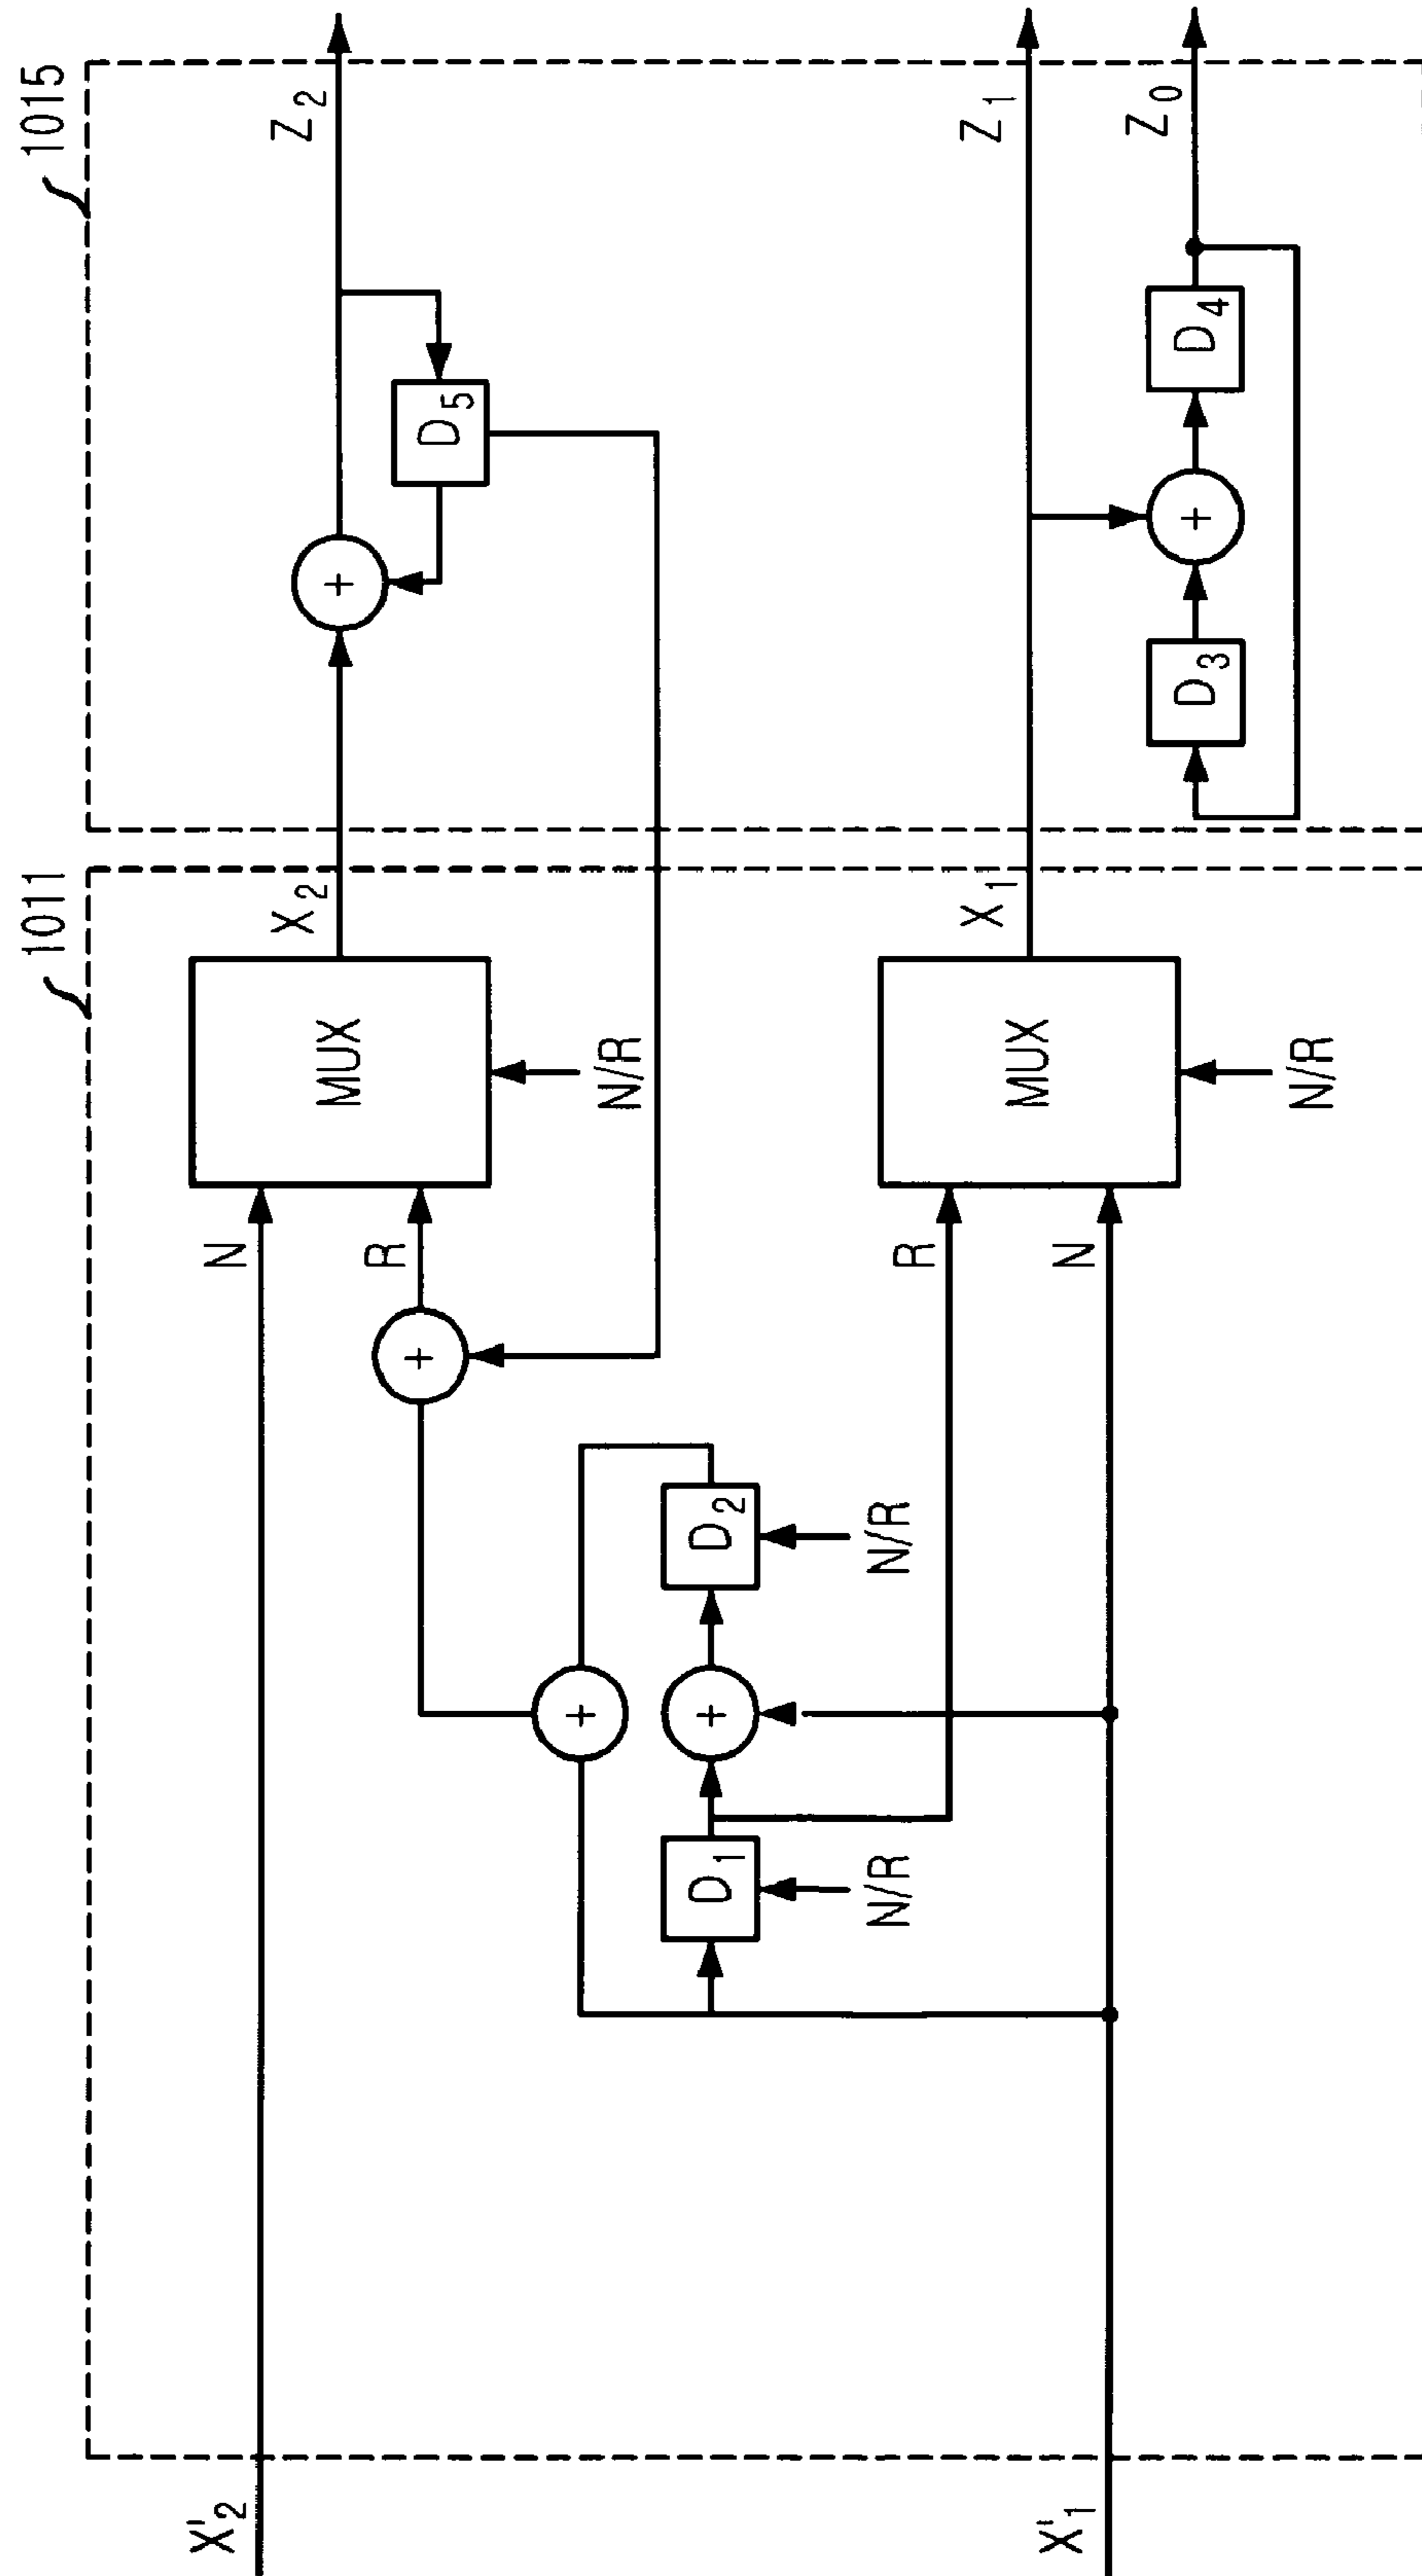 1011
1015
X'2
N
MUX
X2
Z2
R
N/R
D5
D1
N/R
D2
N/R
R
MUX
X1
Z1
N
N/R
D3
D4
Z0
X'1
+
+
+
+
+